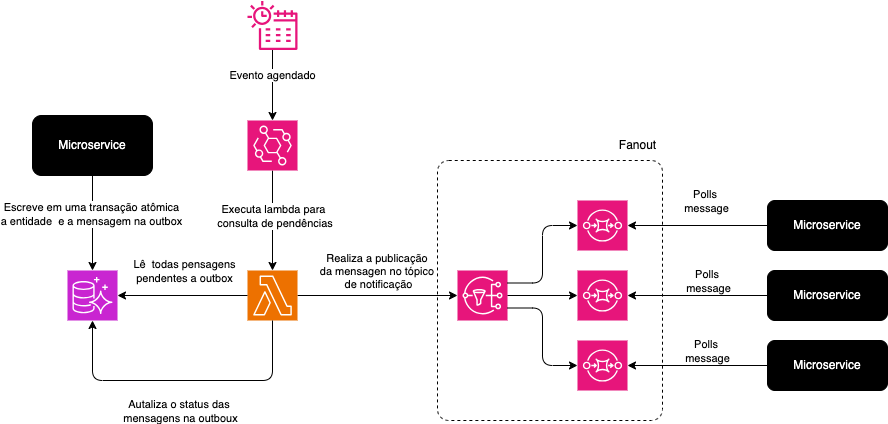 Evento agendado
Microservice
Fanout
Escreve em uma transação atômica
a entidade e a mensagem na outbox
Executa lambda para
consulta de pendências
Polls
message
Microservice
Lê todas pensagens
pendentes a outbox
Realiza a publicação
da mensagen no tópico
de notificação
Polls
message
Microservice
Polls
message
Microservice
Autaliza o status das
mensagens na outboux